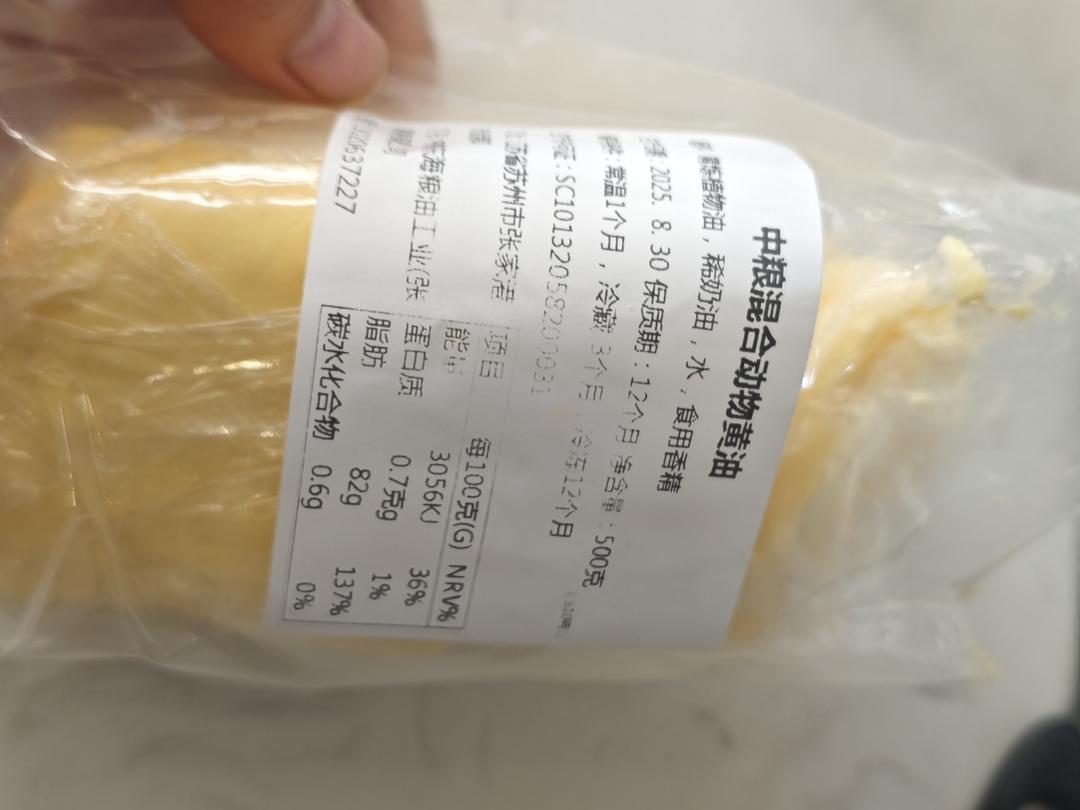 中粮混合动物黄油
植物油，稀奶油，水，食用香精
2025. 8. 30 保质期：12个月 净含量：500克
常温1个月，冷藏 3个月，冷冻12个月
SC10132058200031
省苏州市张家港
海粮油工业(张
3220637227
项目 每100克(G) NRV%
能量 3056KJ 36%
蛋白质 0.7克g 1%
脂肪 82g 137%
碳水化合物 0.6g 0%